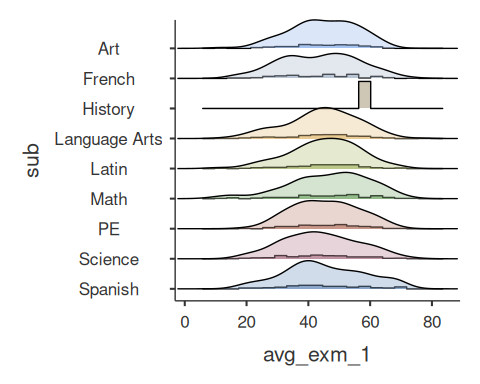 Art
French
History
Language Arts
Latin
Math
PE
Science
Spanish
sub
0 20 40 60 80
avg_exm_1